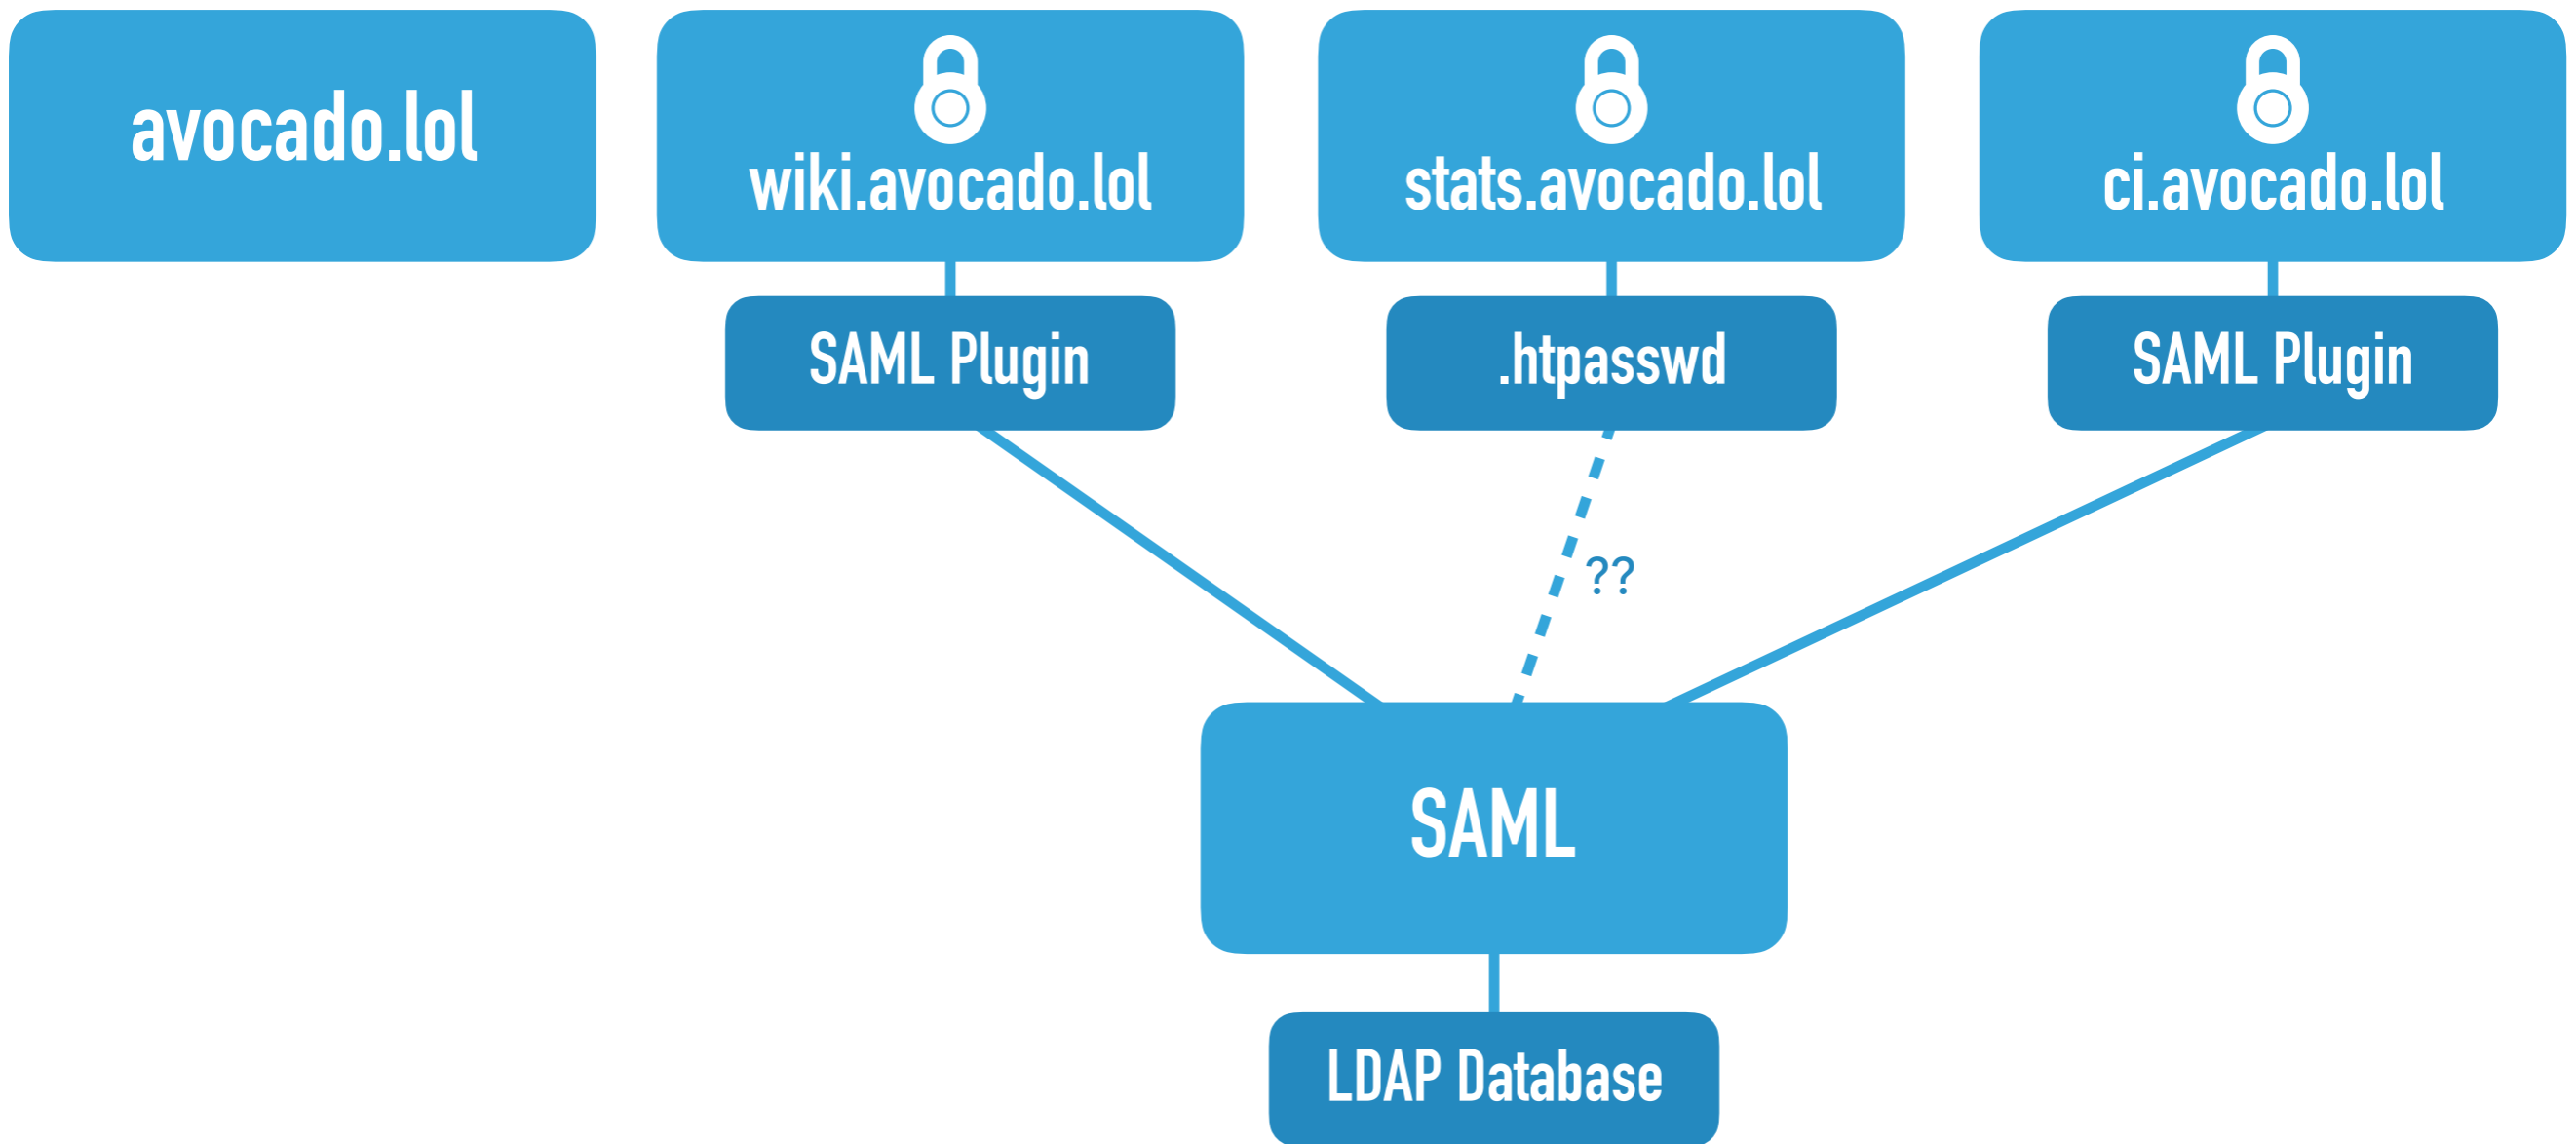 avocado.lol
wiki.avocado.lol
stats.avocado.lol
ci.avocado.lol
SAML Plugin
.htpasswd
SAML Plugin
??
SAML
LDAP Database